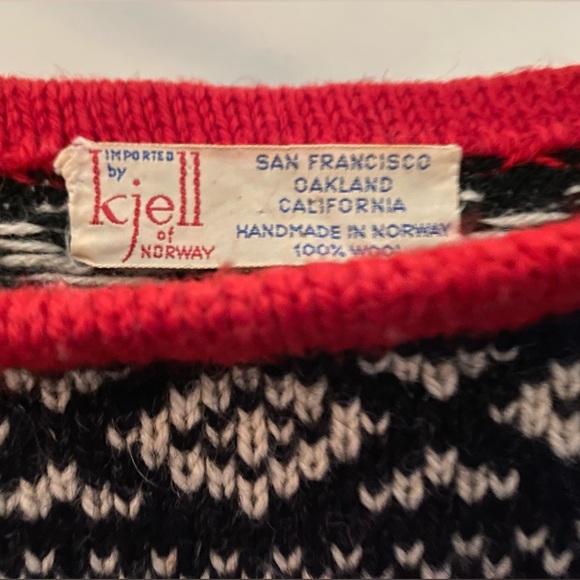 IMPORTED
by
kjell
of
NORWAY
SAN FRANCISCO
OAKLAND
CALIFORNIA
HANDMADE IN NORWAY
100% WOOL